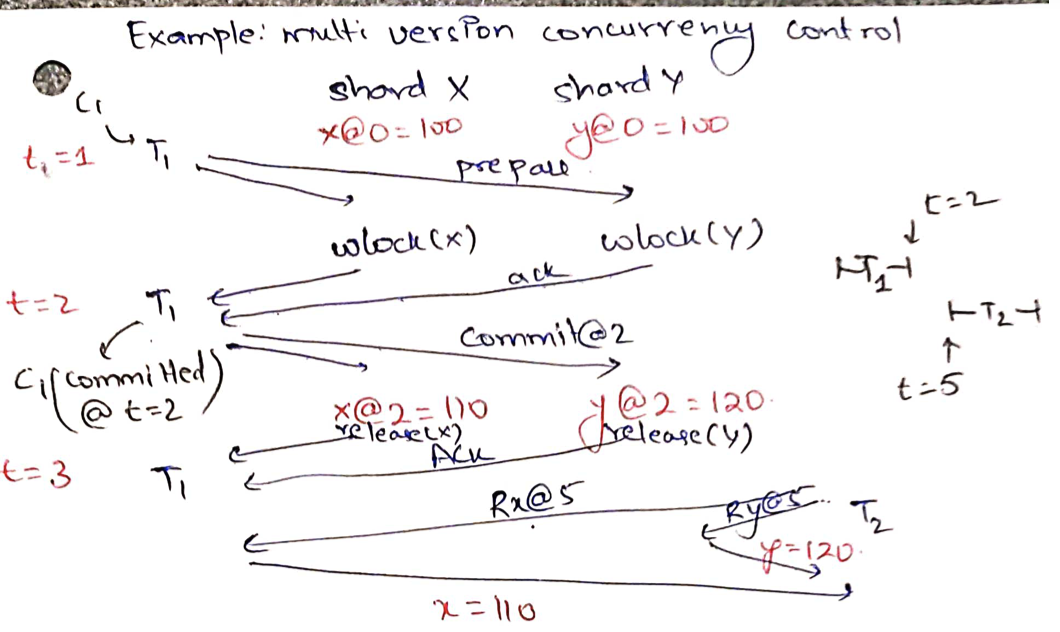 Example: multi version concurrency control
shard X shard Y
C1
x@0=100 y@0=100
t1=1 T1
prepare
t=2
wlock(x) wlock(y)
T1
ack
t=2 T1
T2
Commit@2
C1(committed)
@ t=2
t=5
x@2=110 y@2=120
release(x) release(y)
Ack
t=3 T1
Rx@5 Ry@5 T2
y=120
x=110